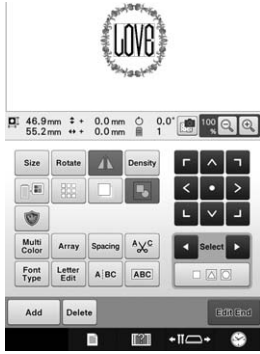 LOVE
46.9mm + 0.0mm 0.0° 100 %
55.2mm + 0.0mm 1
Size Rotate Density
Multi Color Array Spacing A C
Font Type Letter Edit A BC ABC
Select
Add Delete Edit End